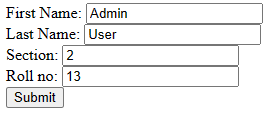 First Name: Admin
Last Name: User
Section: 2
Roll no: 13
Submit